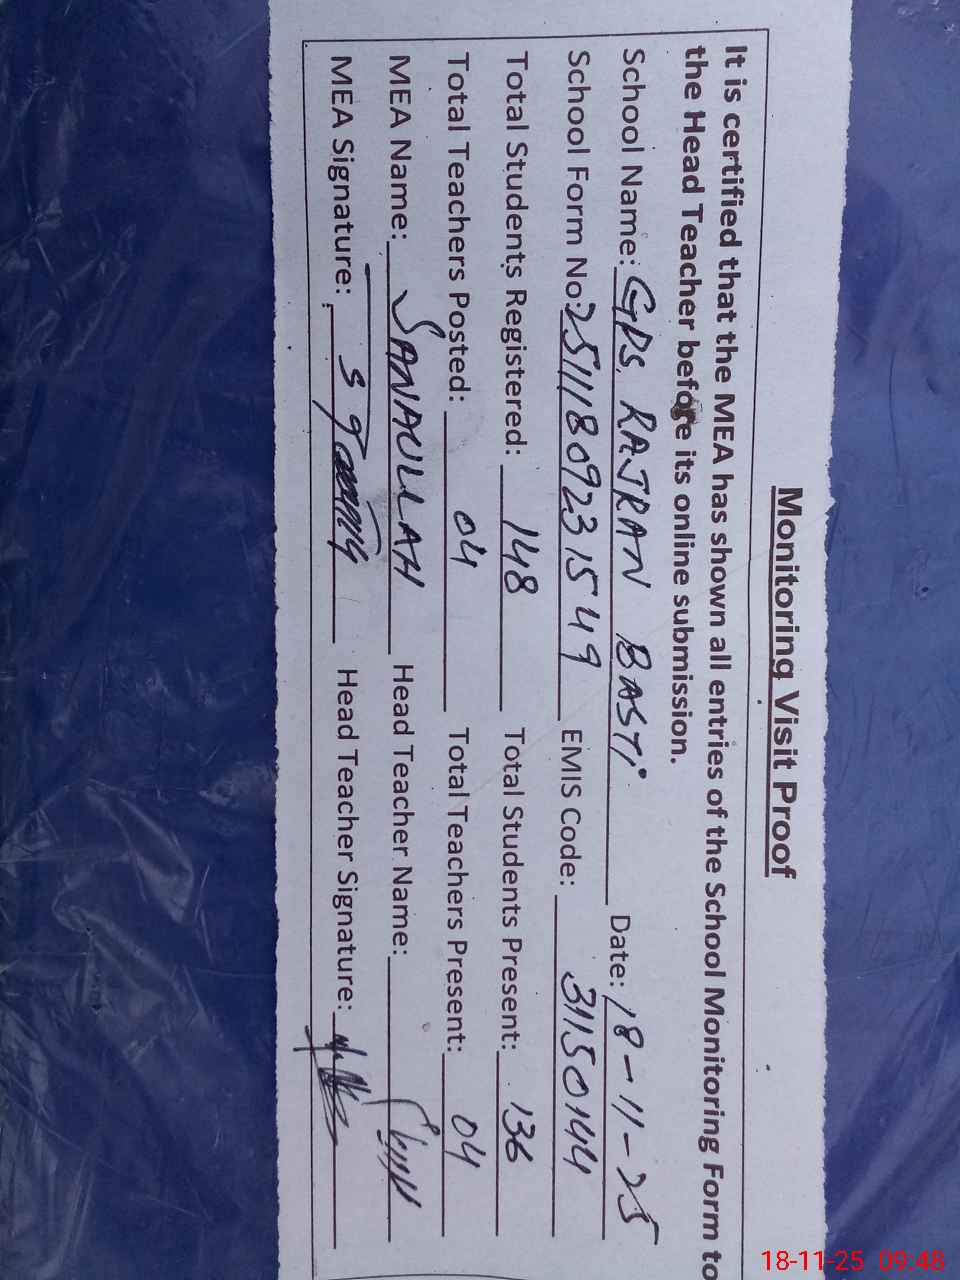 Monitoring Visit Proof
It is certified that the MEA has shown all entries of the School Monitoring Form to
the Head Teacher before its online submission.
School Name: GPS, RAJRAN BASTI Date: 18-11-25
School Form No: 2511180923 1549 EMIS Code: 31150144
Total Students Registered: 148 Total Students Present: 136
Total Teachers Posted: 04 Total Teachers Present: 04
MEA Name: SANAULLAH Head Teacher Name:
MEA Signature: Head Teacher Signature:
18-11-25 09:48